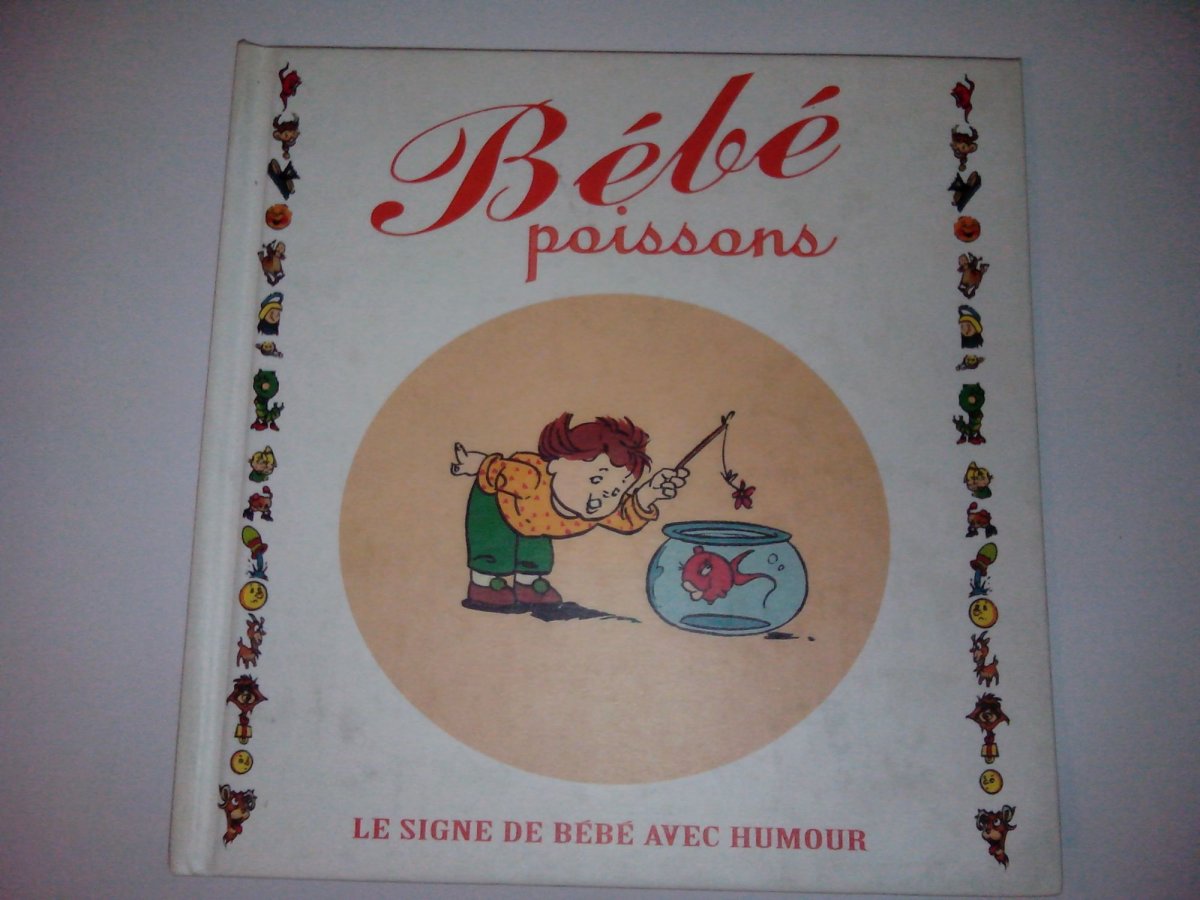 Bébé
poissons
LE SIGNE DE BÉBÉ AVEC HUMOUR